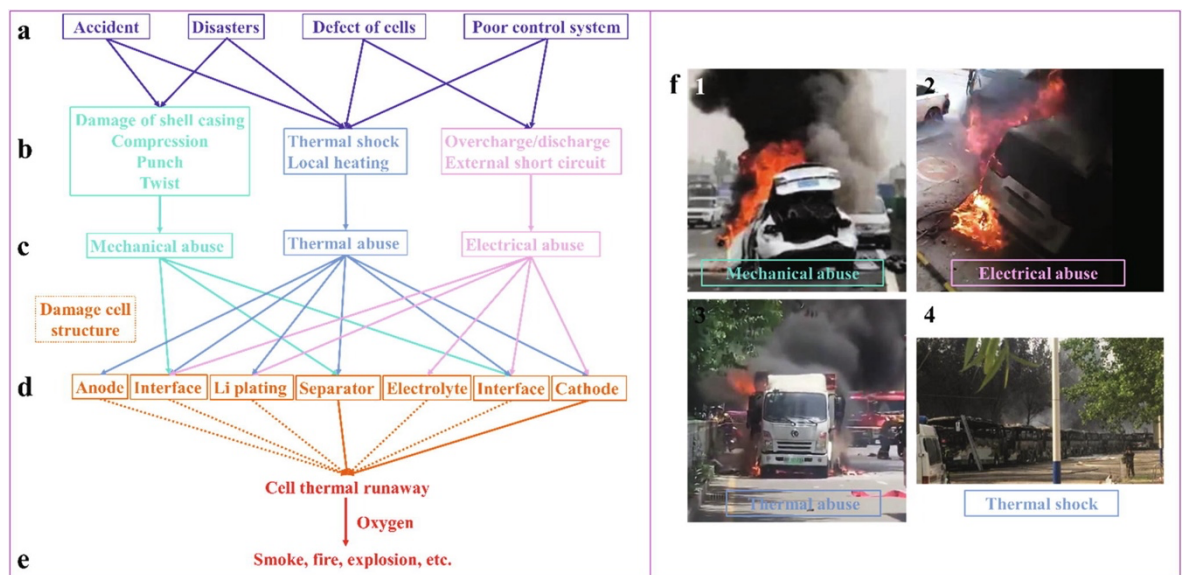 a
Accident
Disasters
Defect of cells
Poor control system
b
Damage of shell casing
Compression
Punch
Twist
Thermal shock
Local heating
Overcharge/discharge
External short circuit
c
Mechanical abuse
Thermal abuse
Electrical abuse
Damage cell
structure
d
Anode
Interface
Li plating
Separator
Electrolyte
Interface
Cathode
Cell thermal runaway
Oxygen
e
Smoke, fire, explosion, etc.
f
1
Mechanical abuse
2
Electrical abuse
3
Thermal abuse
4
Thermal shock